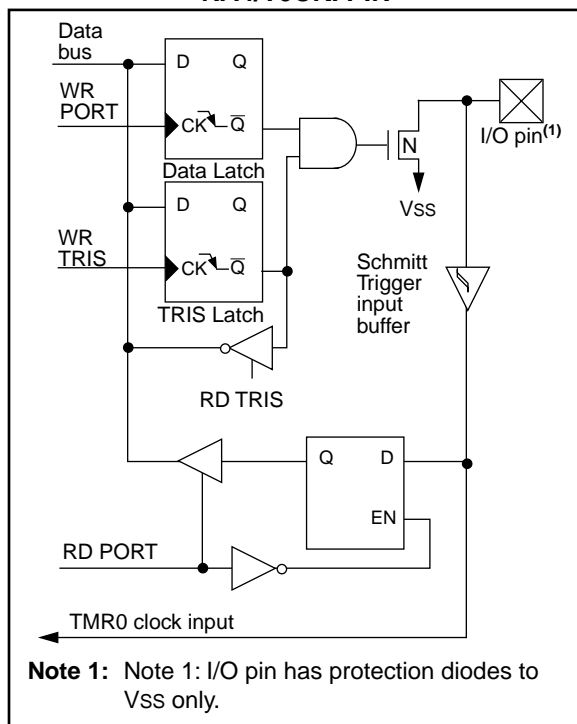 Data
bus
D Q
WR
PORT
CK Q
N
I/O pin(1)
Data Latch
VSS
D Q
WR
TRIS
CK Q
Schmitt
Trigger
input
buffer
TRIS Latch
RD TRIS
Q D
EN
RD PORT
TMR0 clock input
Note 1: Note 1: I/O pin has protection diodes to
VSS only.